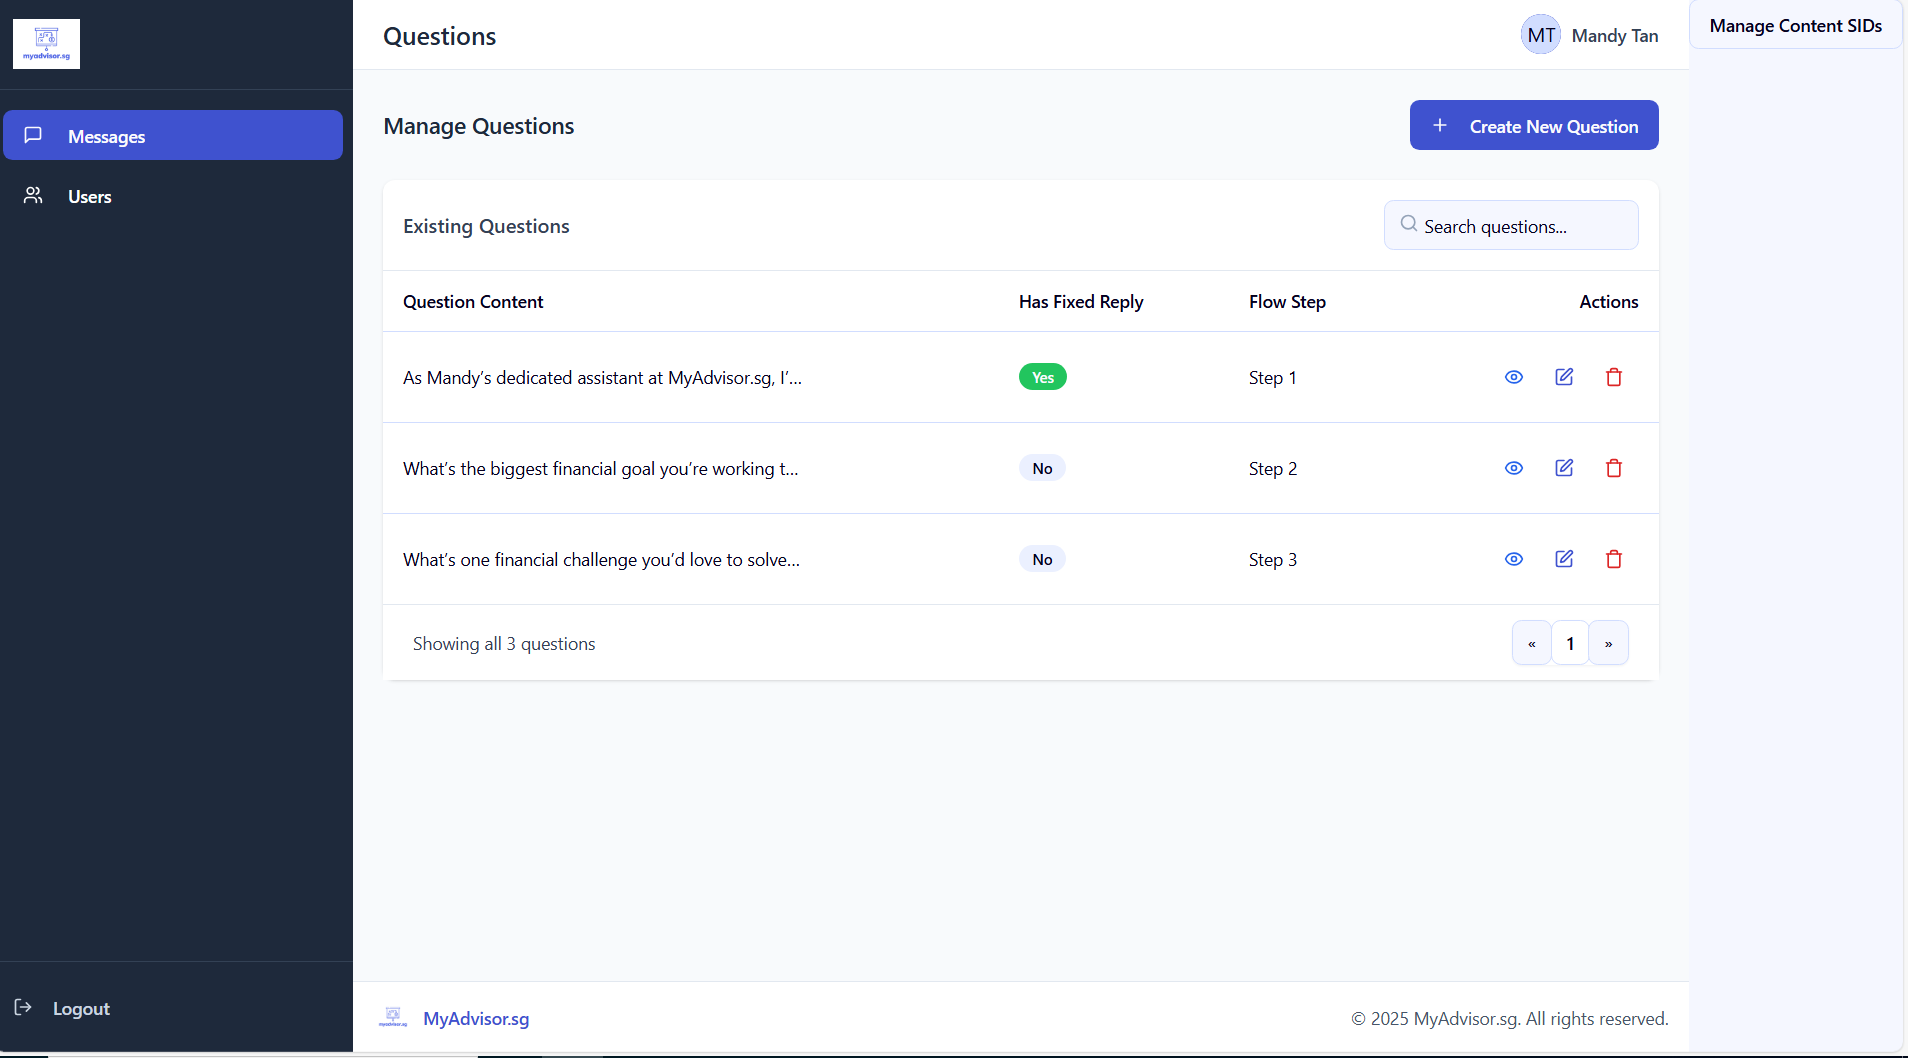 myadvisor.sg
Questions
MT Mandy Tan
Manage Content SIDs
Messages
Users
Manage Questions
Create New Question
Existing Questions
Search questions...
Question Content Has Fixed Reply Flow Step Actions
As Mandy’s dedicated assistant at MyAdvisor.sg, I’... Yes Step 1
What’s the biggest financial goal you’re working t... No Step 2
What’s one financial challenge you’d love to solve... No Step 3
Showing all 3 questions « 1 »
Logout
myadvisor.sg MyAdvisor.sg © 2025 MyAdvisor.sg. All rights reserved.